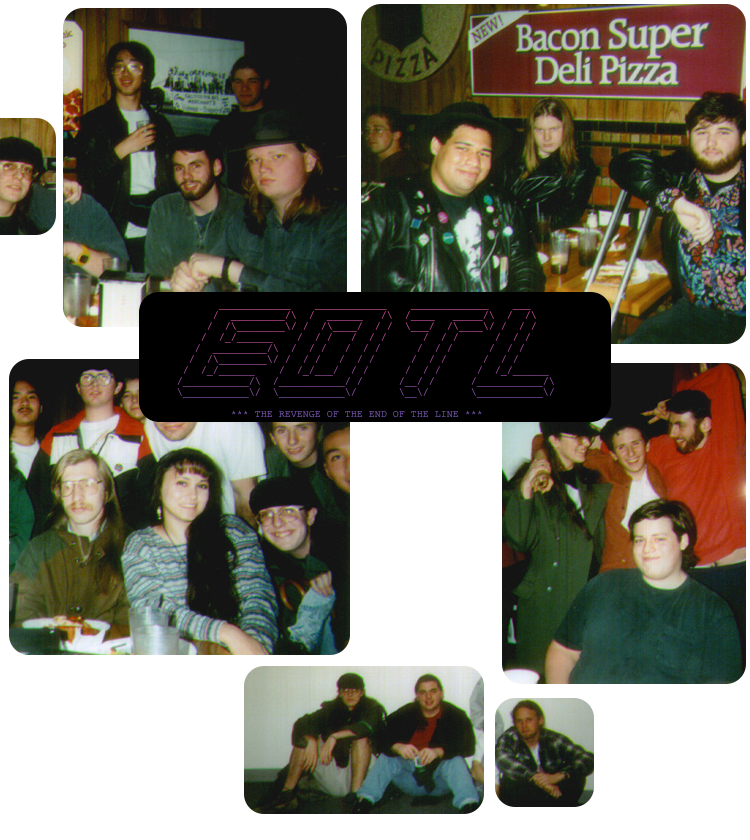 NEW!
PIZZA
Bacon Super
Deli Pizza
EOTL
*** THE REVENGE OF THE END OF THE LINE ***